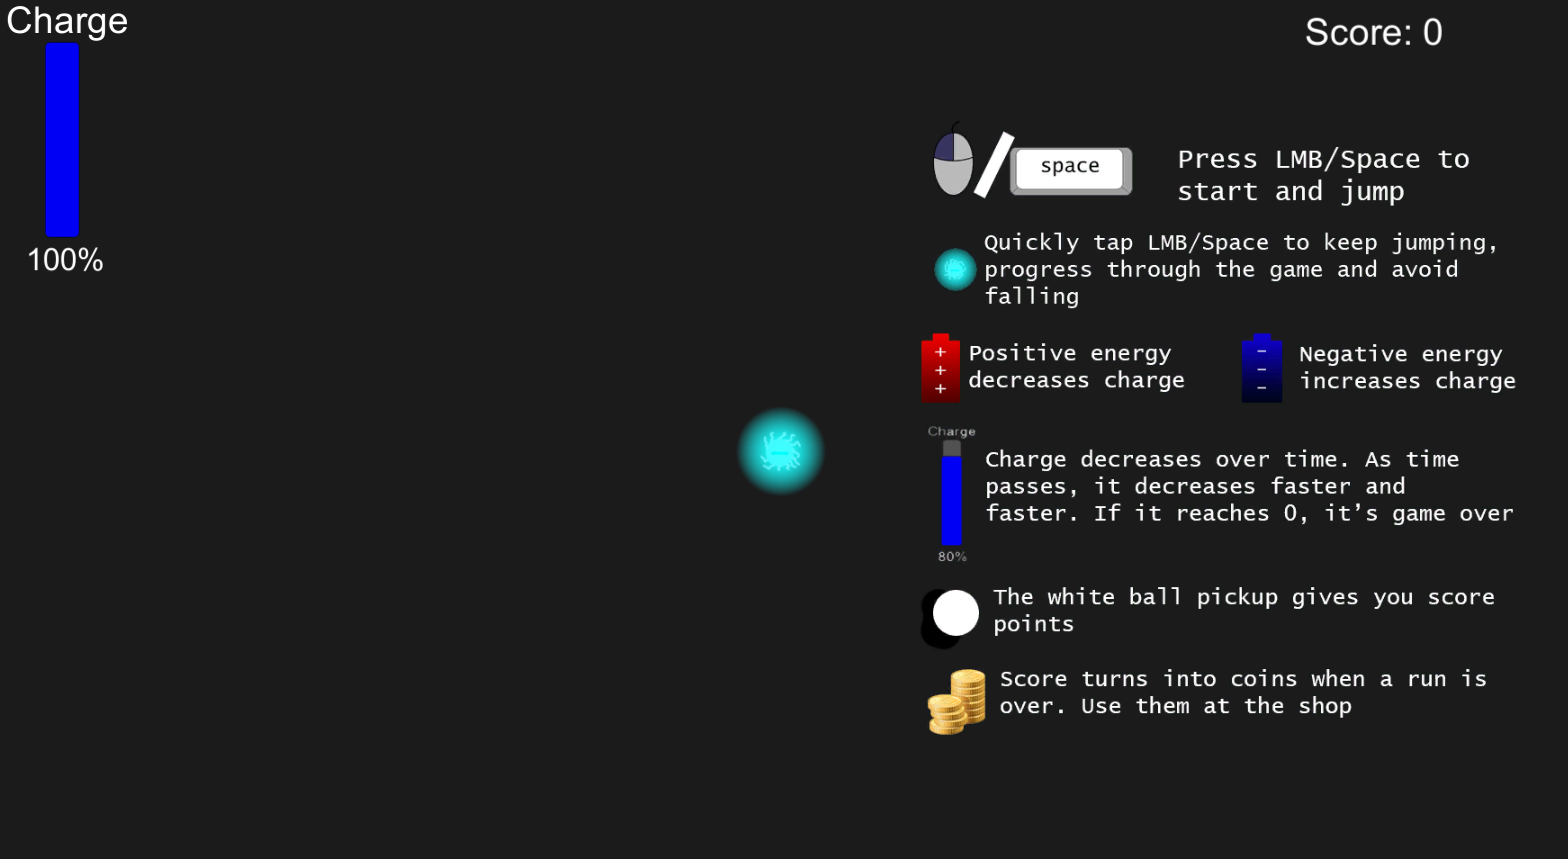 Charge
Score: 0
100%
space
Press LMB/Space to
start and jump
Quickly tap LMB/Space to keep jumping,
progress through the game and avoid
falling
+
+
+
Positive energy
decreases charge
−
−
−
Negative energy
increases charge
Charge
80%
Charge decreases over time. As time
passes, it decreases faster and
faster. If it reaches 0, it’s game over
The white ball pickup gives you score
points
Score turns into coins when a run is
over. Use them at the shop